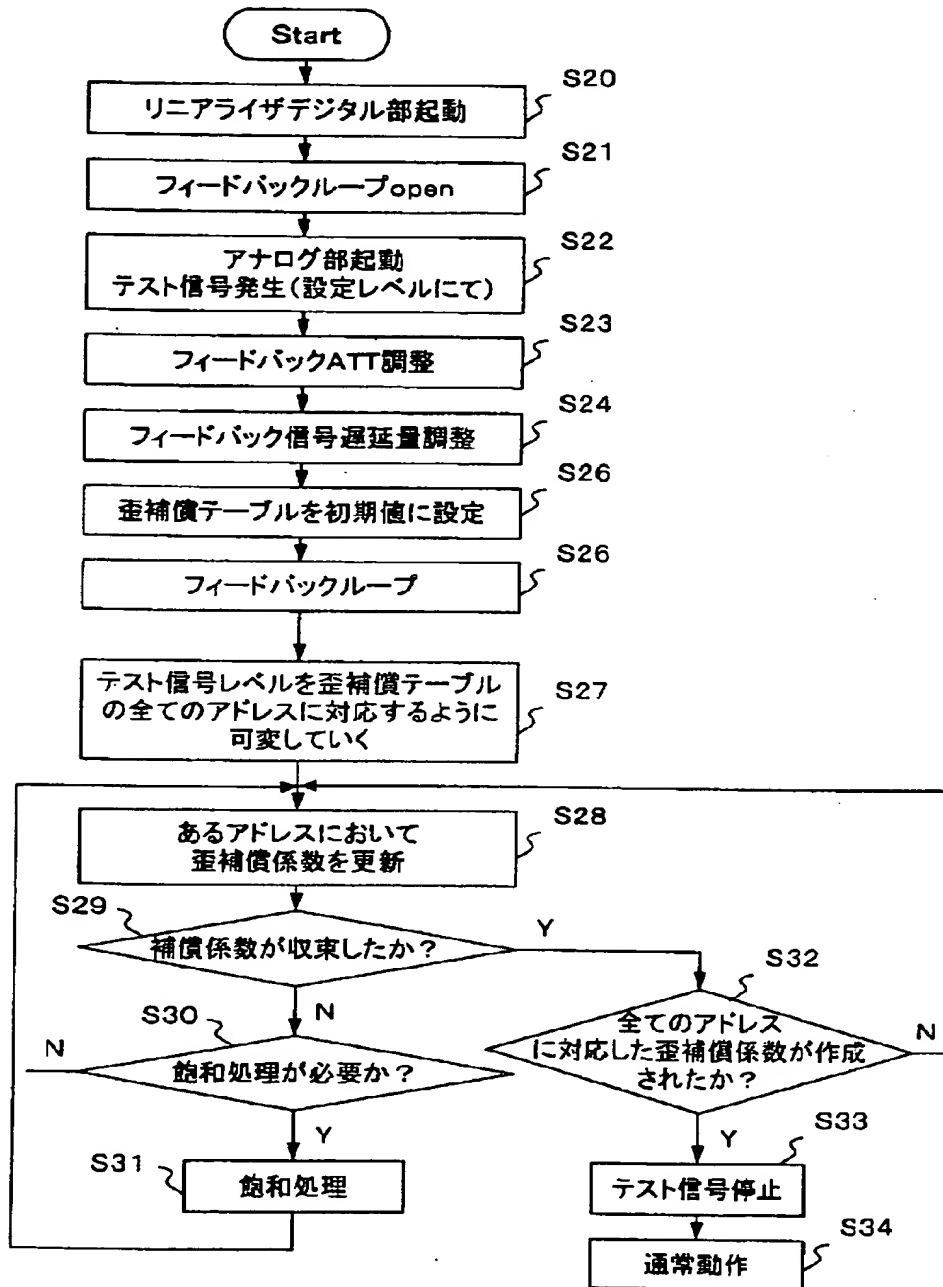 Start
S20
リニアライザデジタル部起動
S21
フィードバックループopen
S22
アナログ部起動
テスト信号発生(設定レベルにて)
S23
フィードバックATT調整
S24
フィードバック信号遅延量調整
S26
歪補償テーブルを初期値に設定
S26
フィードバックループ
S27
テスト信号レベルを歪補償テーブル
の全てのアドレスに対応するように
可変していく
S28
あるアドレスにおいて
歪補償係数を更新
S29
補償係数が収束したか？
Y
N
S30
飽和処理が必要か？
N
Y
S31
飽和処理
S32
全てのアドレス
に対応した歪補償係数が作成
されたか？
N
Y
S33
テスト信号停止
S34
通常動作